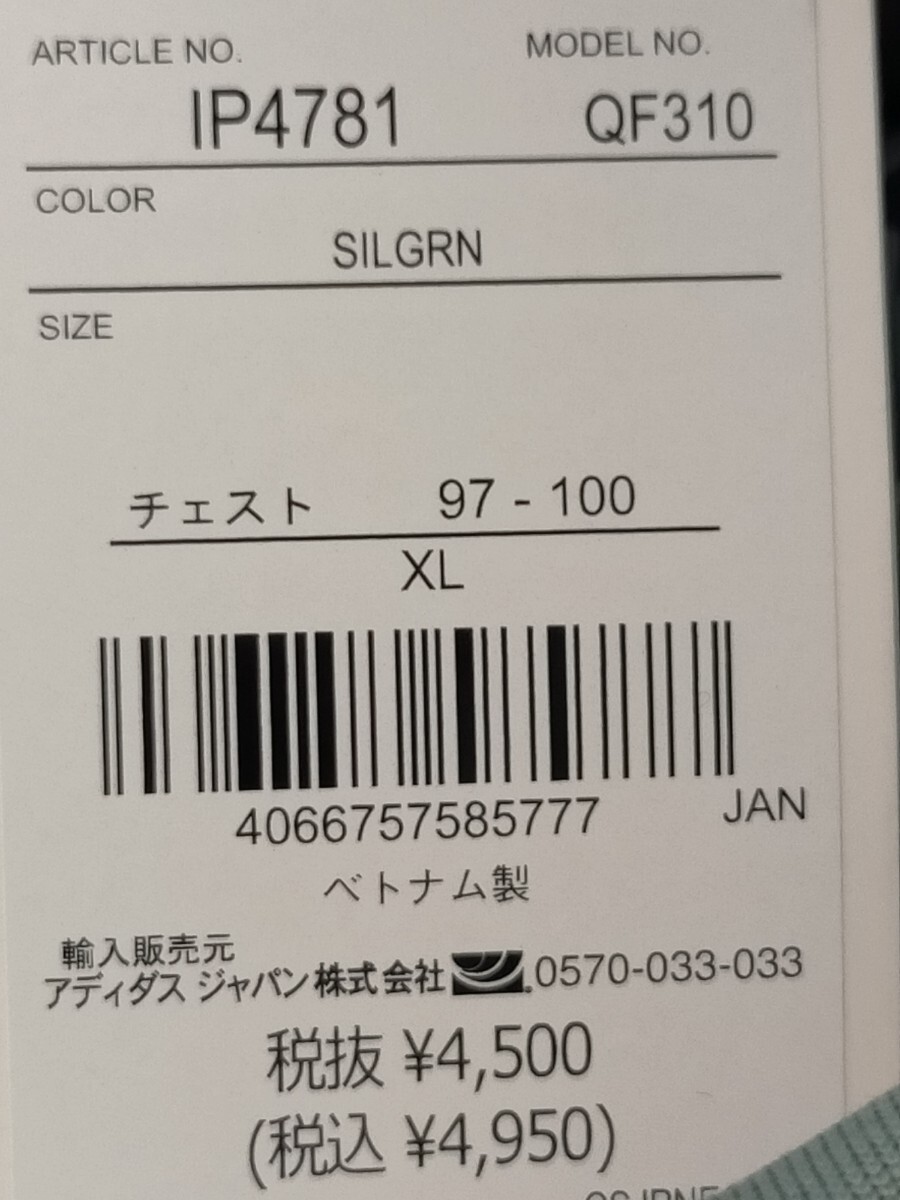 ARTICLE NO. MODEL NO.
IP4781 QF310
COLOR
SILGRN
SIZE
チェスト 97 - 100
XL
4066757585777 JAN
ベトナム製
輸入販売元
アディダス ジャパン株式会社 0570-033-033
税抜 ¥4,500
(税込 ¥4,950)